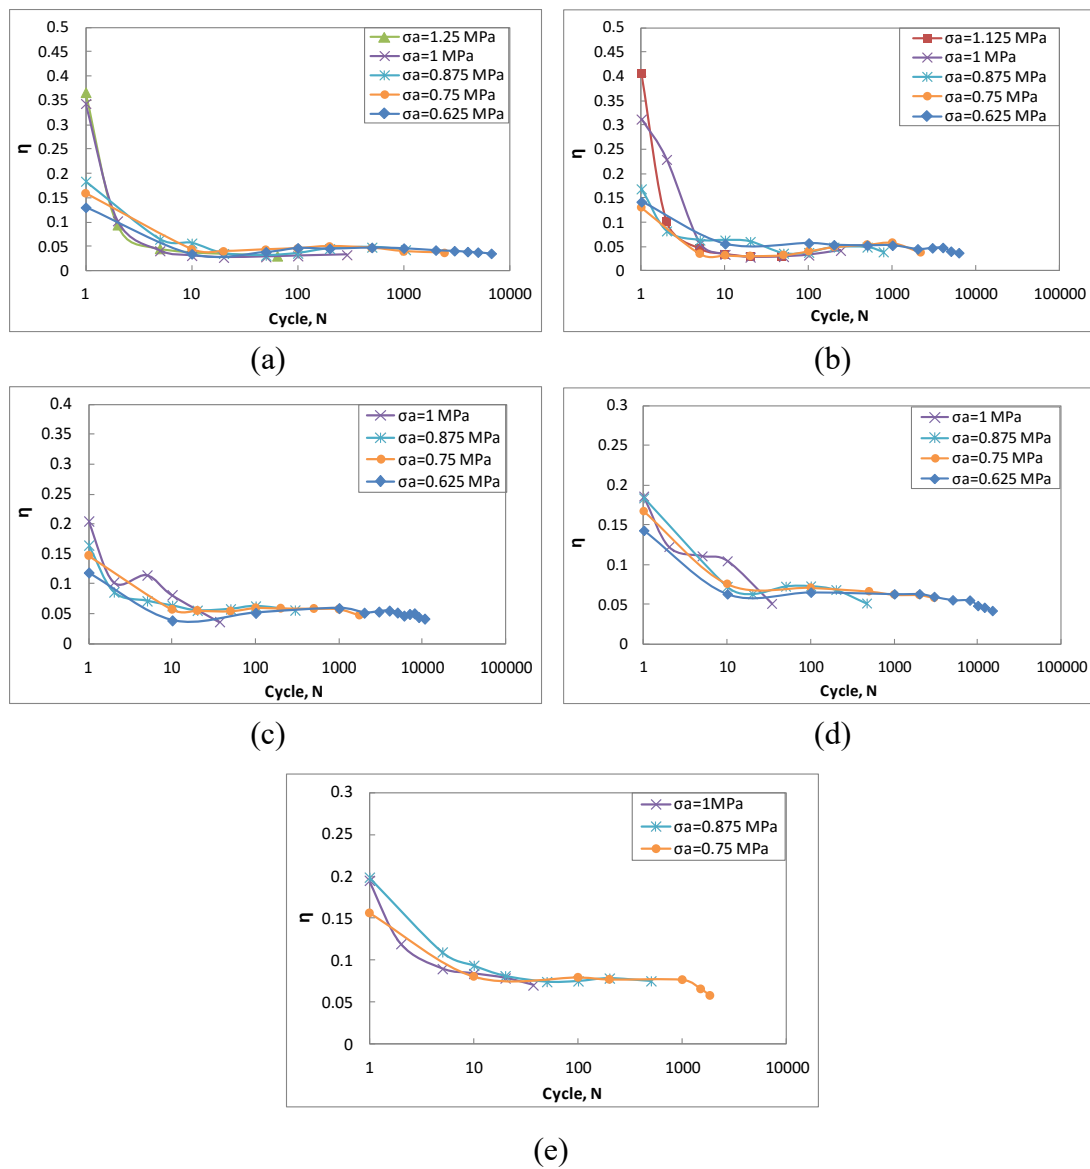 0.5
0.45
0.4
0.35
0.3
0.25
0.2
0.15
0.1
0.05
0
η
1 10 100 1000 10000
Cycle, N
σa=1.25 MPa
σa=1 MPa
σa=0.875 MPa
σa=0.75 MPa
σa=0.625 MPa
(a)
0.5
0.45
0.4
0.35
0.3
0.25
0.2
0.15
0.1
0.05
0
η
1 10 100 1000 10000 100000
Cycle, N
σa=1.125 MPa
σa=1 MPa
σa=0.875 MPa
σa=0.75 MPa
σa=0.625 MPa
(b)
0.4
0.35
0.3
0.25
0.2
0.15
0.1
0.05
0
η
1 10 100 1000 10000 100000
Cycle, N
σa=1 MPa
σa=0.875 MPa
σa=0.75 MPa
σa=0.625 MPa
(c)
0.3
0.25
0.2
0.15
0.1
0.05
0
η
1 10 100 1000 10000 100000
Cycle, N
σa=1 MPa
σa=0.875 MPa
σa=0.75 MPa
σa=0.625 MPa
(d)
0.3
0.25
0.2
0.15
0.1
0.05
0
η
1 10 100 1000 10000
Cycle, N
σa=1MPa
σa=0.875 MPa
σa=0.75 MPa
(e)